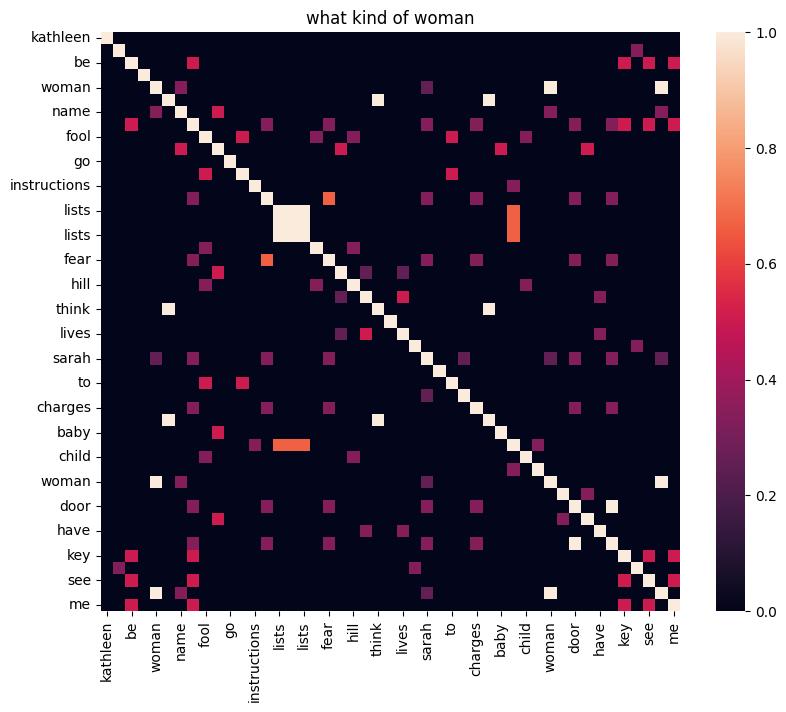 what kind of woman
kathleen
be
woman
name
fool
go
instructions
lists
lists
fear
hill
think
lives
sarah
to
charges
baby
child
woman
door
have
key
see
me
1.0
0.8
0.6
0.4
0.2
0.0
kathleen
be
woman
name
fool
go
instructions
lists
lists
fear
hill
think
lives
sarah
to
charges
baby
child
woman
door
have
key
see
me